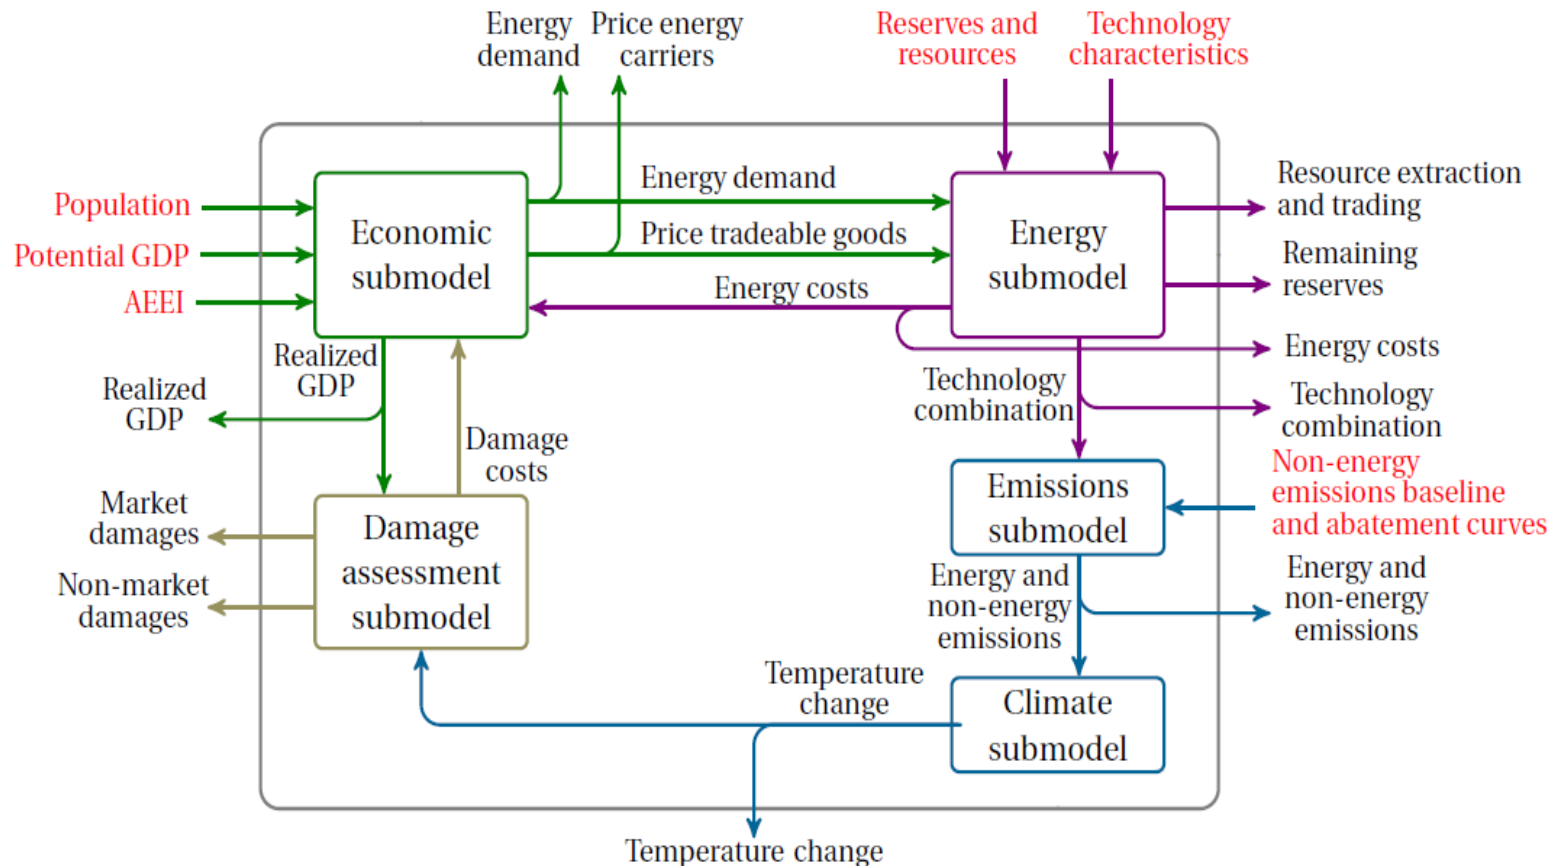 Energy
demand
Price energy
carriers
Reserves and
resources
Technology
characteristics
Population
Potential GDP
AEEI
Economic
submodel
Energy demand
Price tradeable goods
Energy costs
Energy
submodel
Resource extraction
and trading
Remaining
reserves
Energy costs
Technology
combination
Realized
GDP
Realized
GDP
Damage
costs
Technology
combination
Market
damages
Non-market
damages
Damage
assessment
submodel
Emissions
submodel
Non-energy
emissions baseline
and abatement curves
Energy and
non-energy
emissions
Energy and
non-energy
emissions
Temperature
change
Climate
submodel
Temperature change